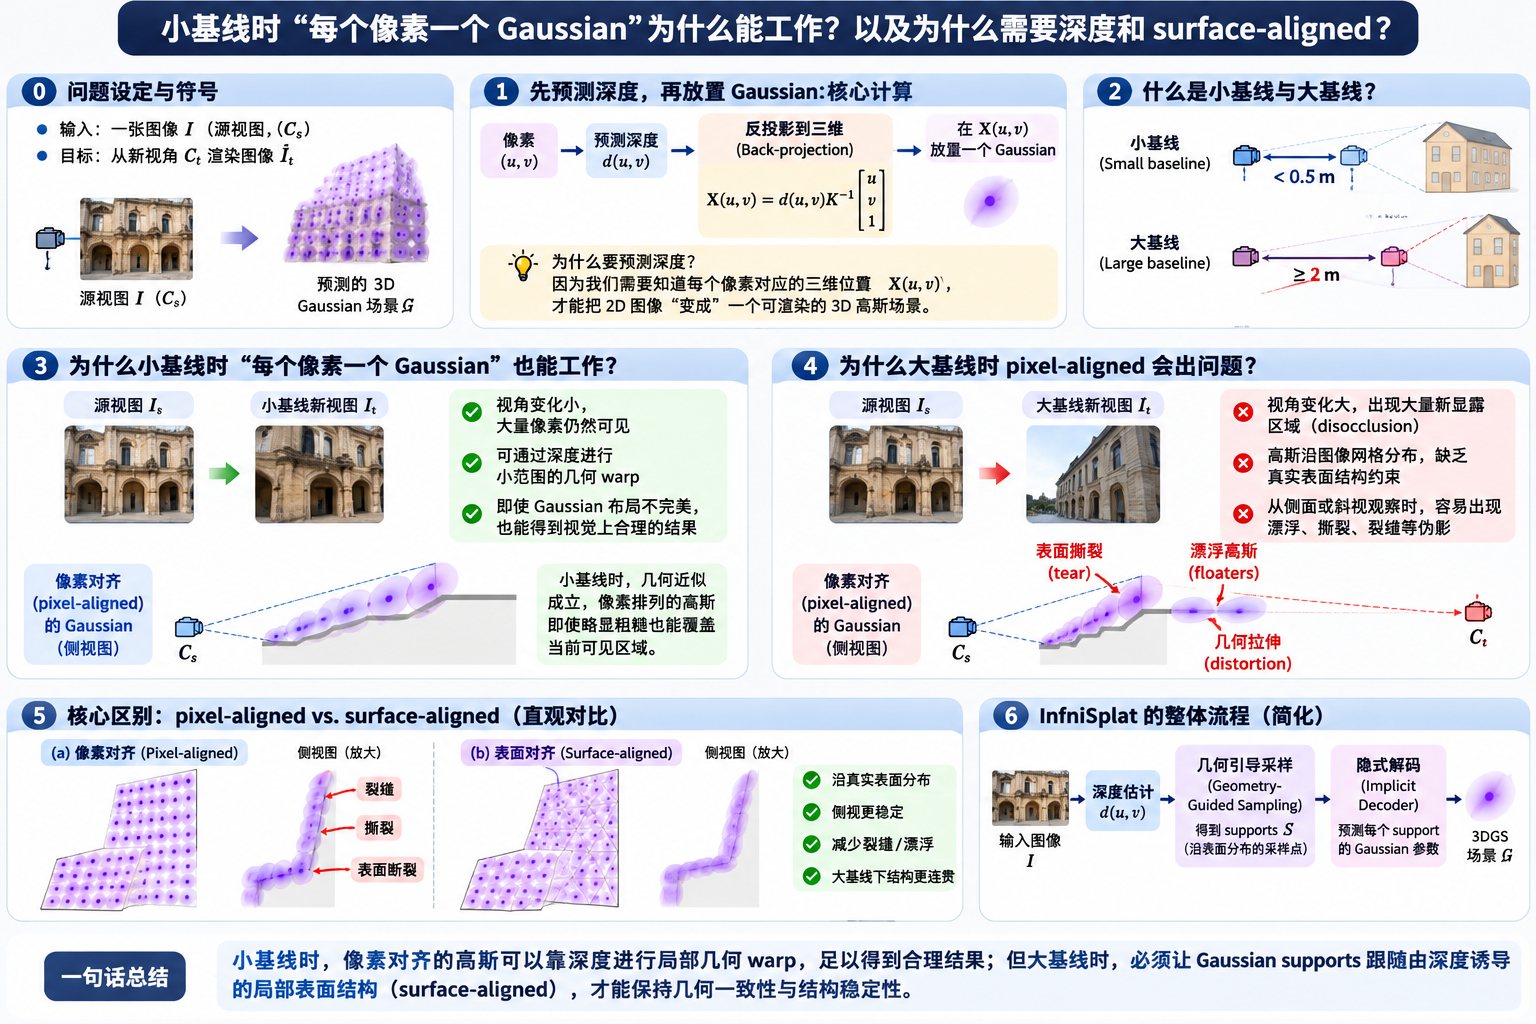 小基线时“每个像素一个 Gaussian”为什么能工作？以及为什么需要深度和 surface-aligned？
0 问题设定与符号
输入：一张图像 I（源视图，(Cs)
目标：从新视角 Ct 渲染图像 Ît
源视图 I（Cs）
预测的 3D
Gaussian 场景 G
1 先预测深度，再放置 Gaussian:核心计算
像素
(u, v)
预测深度
d(u, v)
反投影到三维
(Back-projection)
X(u, v) = d(u, v)K⁻¹ [u v 1]
在 X(u, v)
放置一个 Gaussian
为什么要预测深度？
因为我们需要知道每个像素对应的三维位置 X(u, v)，
才能把 2D 图像“变成”一个可渲染的 3D 高斯场景。
2 什么是小基线与大基线？
小基线
(Small baseline)
< 0.5 m
大基线
(Large baseline)
≥ 2 m
3 为什么小基线时“每个像素一个 Gaussian”也能工作？
源视图 Is
小基线新视图 It
视角变化小，
大量像素仍然可见
可通过深度进行
小范围的几何 warp
即使 Gaussian 布局不完美，
也能得到视觉上合理的结果
像素对齐
(pixel-aligned)
的 Gaussian
（侧视图）
Cs
小基线时，几何近似
成立，像素排列的高斯
即使略显粗糙也能覆盖
当前可见区域。
4 为什么大基线时 pixel-aligned 会出问题？
源视图 Is
大基线新视图 It
视角变化大，出现大量新显露
区域（disocclusion）
高斯沿图像网格分布，缺乏
真实表面结构约束
从侧面或斜视观察时，容易出现
漂浮、撕裂、裂缝等伪影
像素对齐
(pixel-aligned)
的 Gaussian
（侧视图）
Cs
表面撕裂
(tear)
漂浮高斯
(floaters)
几何拉伸
(distortion)
Ct
5 核心区别：pixel-aligned vs. surface-aligned（直观对比）
(a) 像素对齐 (Pixel-aligned)
侧视图（放大）
裂缝
撕裂
表面断裂
(b) 表面对齐 (Surface-aligned)
侧视图（放大）
沿真实表面分布
侧视更稳定
减少裂缝/漂浮
大基线下结构更连贯
6 InfniSplat 的整体流程（简化）
输入图像
I
深度估计
d(u, v)
几何引导采样
(Geometry-
Guided Sampling)
得到 supports S
（沿表面分布的采样点）
隐式解码
(Implicit
Decoder)
预测每个 support
的 Gaussian 参数
3DGS
场景 G
一句话总结
小基线时，像素对齐的高斯可以靠深度进行局部几何 warp，足以得到合理结果；但大基线时，必须让 Gaussian supports 跟随由深度诱导
的局部表面结构（surface-aligned），才能保持几何一致性与结构稳定性。